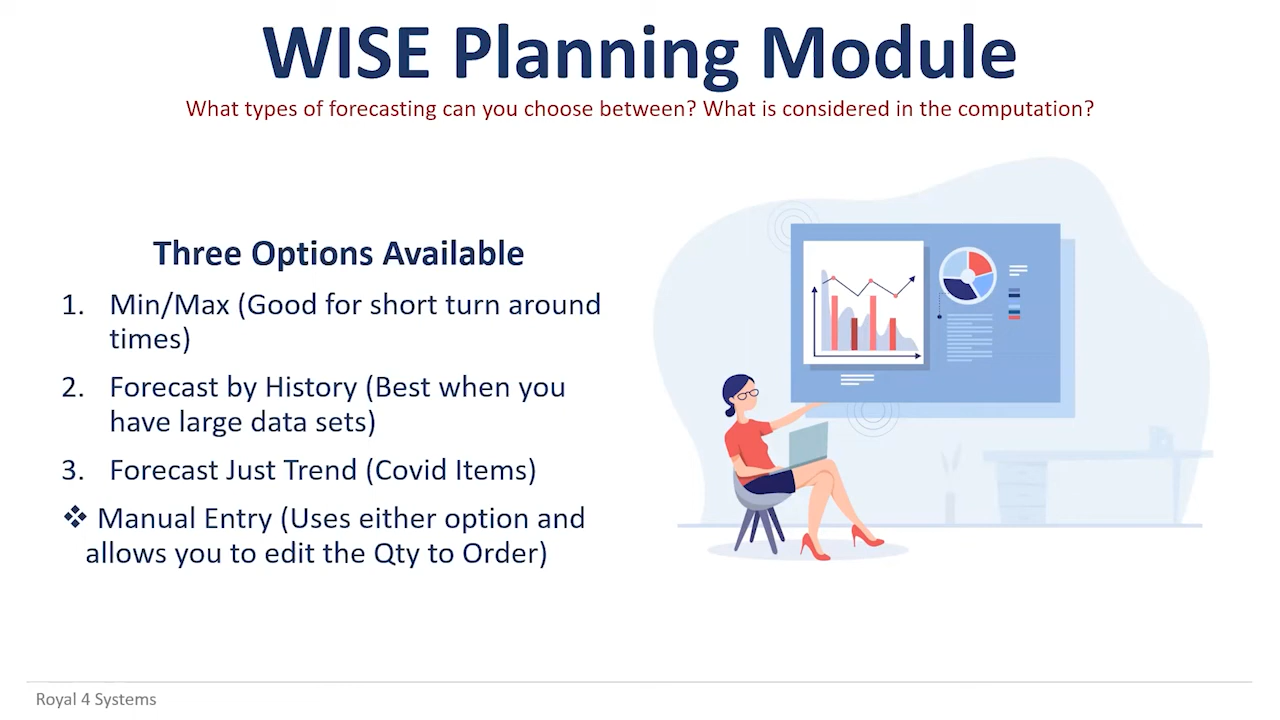 WISE Planning Module
What types of forecasting can you choose between? What is considered in the computation?
Three Options Available
1. Min/Max (Good for short turn around
times)
2. Forecast by History (Best when you
have large data sets)
3. Forecast Just Trend (Covid Items)
❖ Manual Entry (Uses either option and
allows you to edit the Qty to Order)
Royal 4 Systems